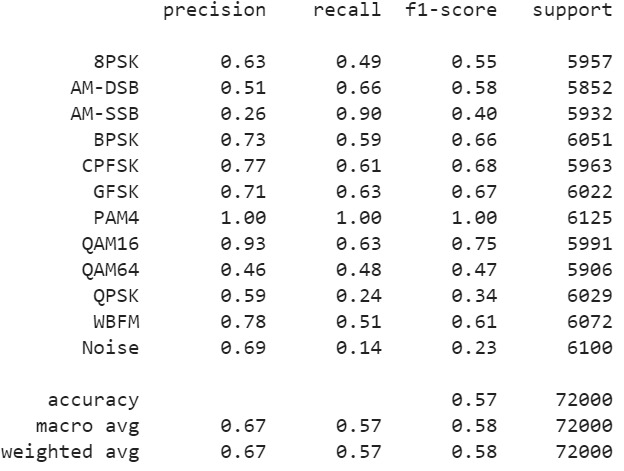 precision recall f1-score support
8PSK 0.63 0.49 0.55 5957
AM-DSB 0.51 0.66 0.58 5852
AM-SSB 0.26 0.90 0.40 5932
BPSK 0.73 0.59 0.66 6051
CPFSK 0.77 0.61 0.68 5963
GFSK 0.71 0.63 0.67 6022
PAM4 1.00 1.00 1.00 6125
QAM16 0.93 0.63 0.75 5991
QAM64 0.46 0.48 0.47 5906
QPSK 0.59 0.24 0.34 6029
WBFM 0.78 0.51 0.61 6072
Noise 0.69 0.14 0.23 6100
accuracy 0.57 72000
macro avg 0.67 0.57 0.58 72000
weighted avg 0.67 0.57 0.58 72000